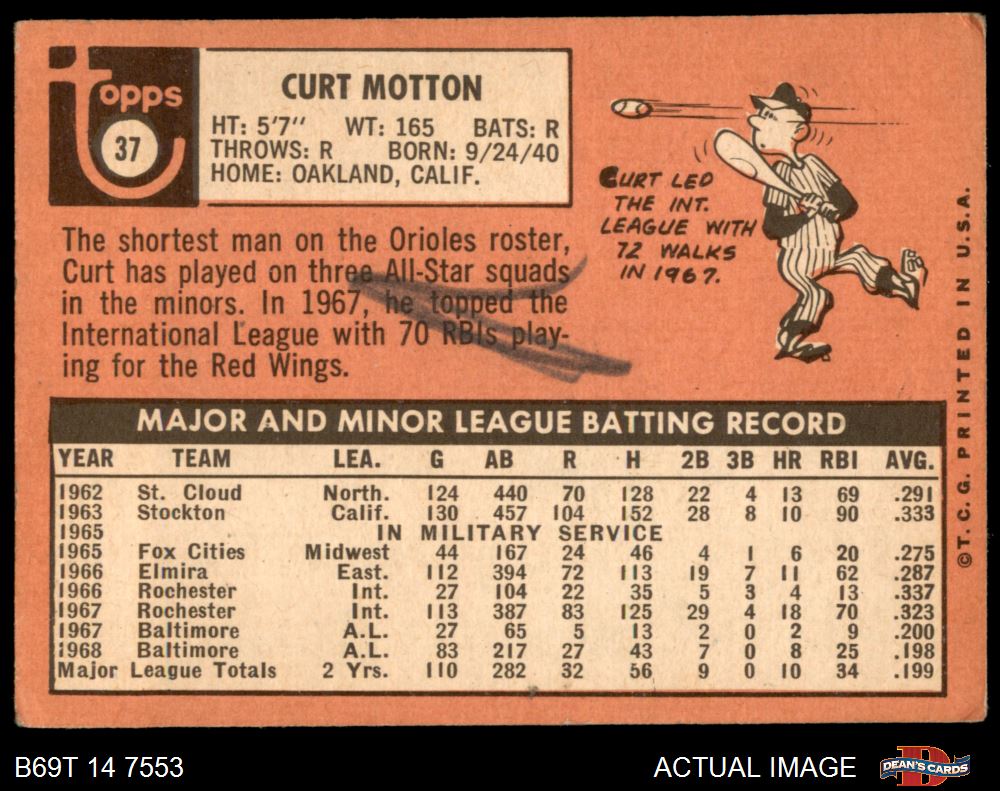 topps
37
CURT MOTTON
HT: 5'7" WT: 165 BATS: R
THROWS: R BORN: 9/24/40
HOME: OAKLAND, CALIF.
CURT LED
THE INT.
LEAGUE WITH
72 WALKS
IN 1967.
The shortest man on the Orioles roster,
Curt has played on three All-Star squads
in the minors. In 1967, he topped the
International League with 70 RBIs play-
ing for the Red Wings.
MAJOR AND MINOR LEAGUE BATTING RECORD
YEAR TEAM LEA. G AB R H 2B 3B HR RBI AVG.
1962 St. Cloud North. 124 440 70 128 22 4 13 69 .291
1963 Stockton Calif. 130 457 104 152 28 8 10 90 .333
1965 IN MILITARY SERVICE
1965 Fox Cities Midwest 44 167 24 46 4 1 6 20 .275
1966 Elmira East. 112 394 72 113 19 7 11 62 .287
1966 Rochester Int. 27 104 22 35 5 3 4 13 .337
1967 Rochester Int. 113 387 83 125 29 4 18 70 .323
1967 Baltimore A.L. 27 65 5 13 2 0 2 9 .200
1968 Baltimore A.L. 83 217 27 43 7 0 8 25 .198
Major League Totals 2 Yrs. 110 282 32 56 9 0 10 34 .199
©T. C. G. PRINTED IN U.S.A.
B69T 14 7553
ACTUAL IMAGE
D
DEAN'S CARDS